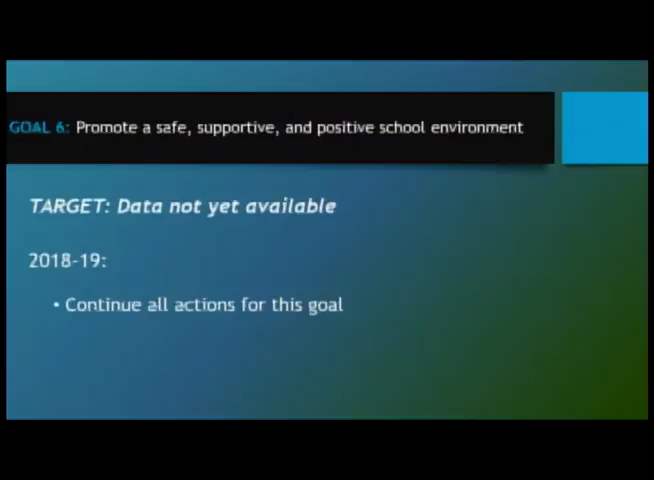 GOAL 6: Promote a safe, supportive, and positive school environment
TARGET: Data not yet available
2018-19:
• Continue all actions for this goal